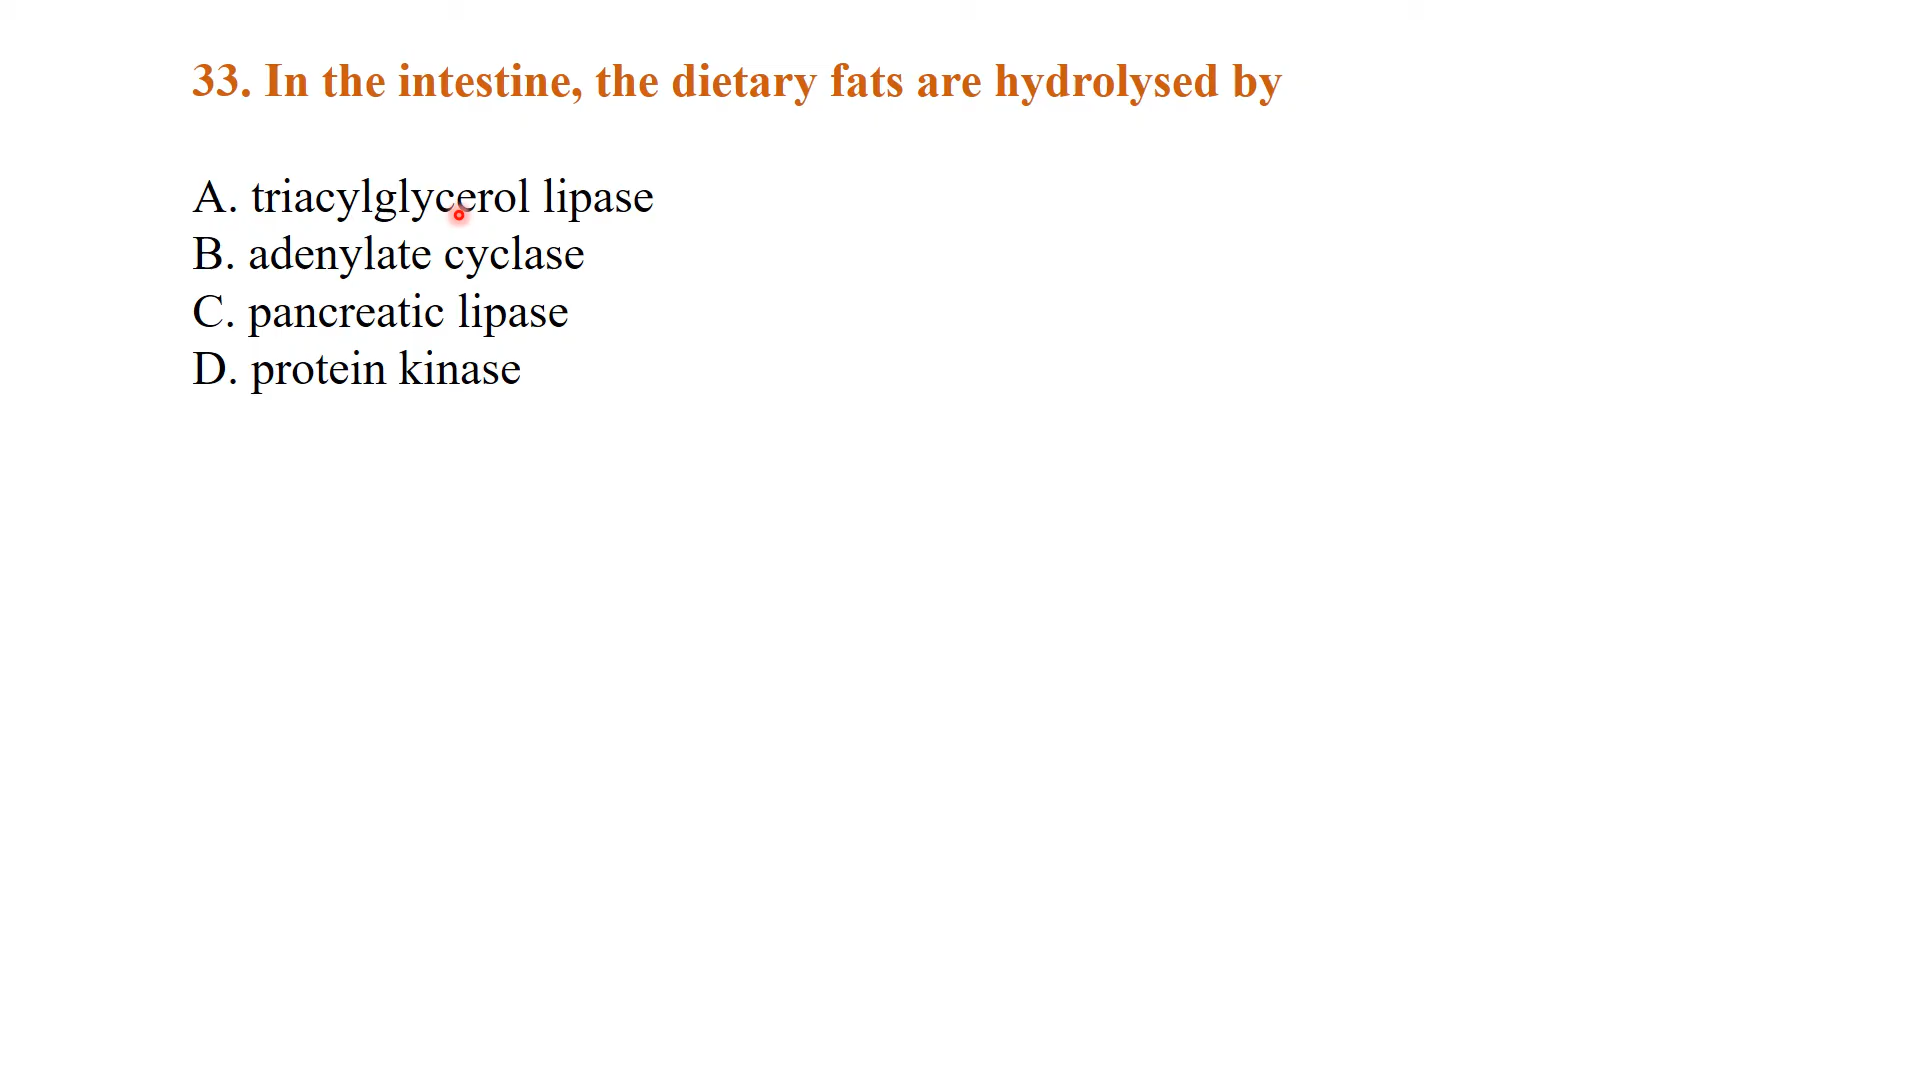 33. In the intestine, the dietary fats are hydrolysed by
A. triacylglycerol lipase
B. adenylate cyclase
C. pancreatic lipase
D. protein kinase